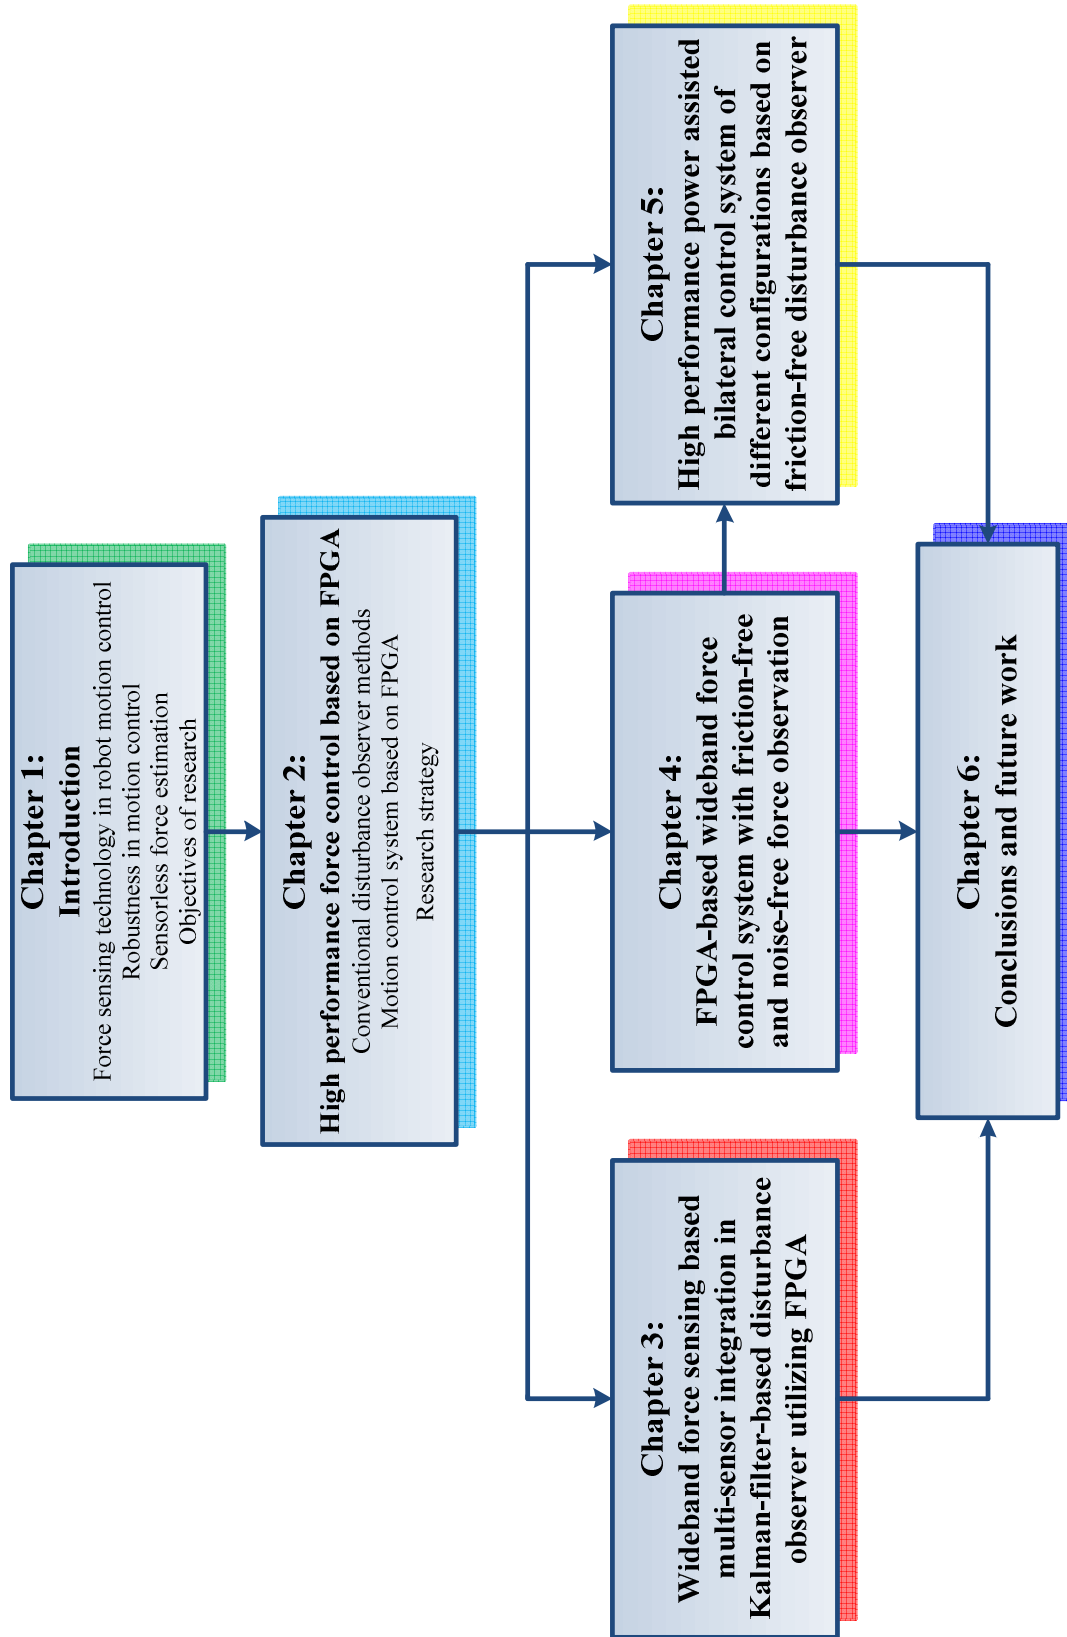 Chapter 1:
Introduction
Force sensing technology in robot motion control
Robustness in motion control
Sensorless force estimation
Objectives of research
Chapter 2:
High performance force control based on FPGA
Conventional disturbance observer methods
Motion control system based on FPGA
Research strategy
Chapter 3:
Wideband force sensing based
multi-sensor integration in
Kalman-filter-based disturbance
observer utilizing FPGA
Chapter 4:
FPGA-based wideband force
control system with friction-free
and noise-free force observation
Chapter 5:
High performance power assisted
bilateral control system of
different configurations based on
friction-free disturbance observer
Chapter 6:
Conclusions and future work